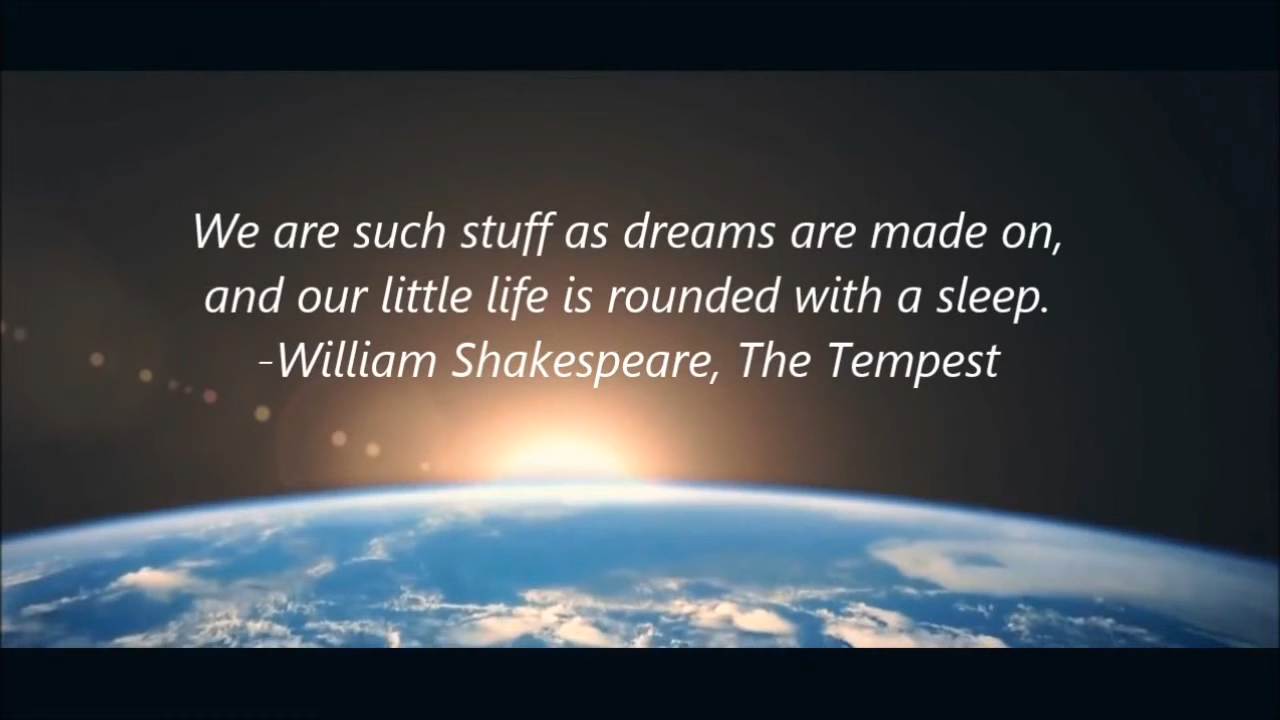 We are such stuff as dreams are made on,
and our little life is rounded with a sleep.
-William Shakespeare, The Tempest